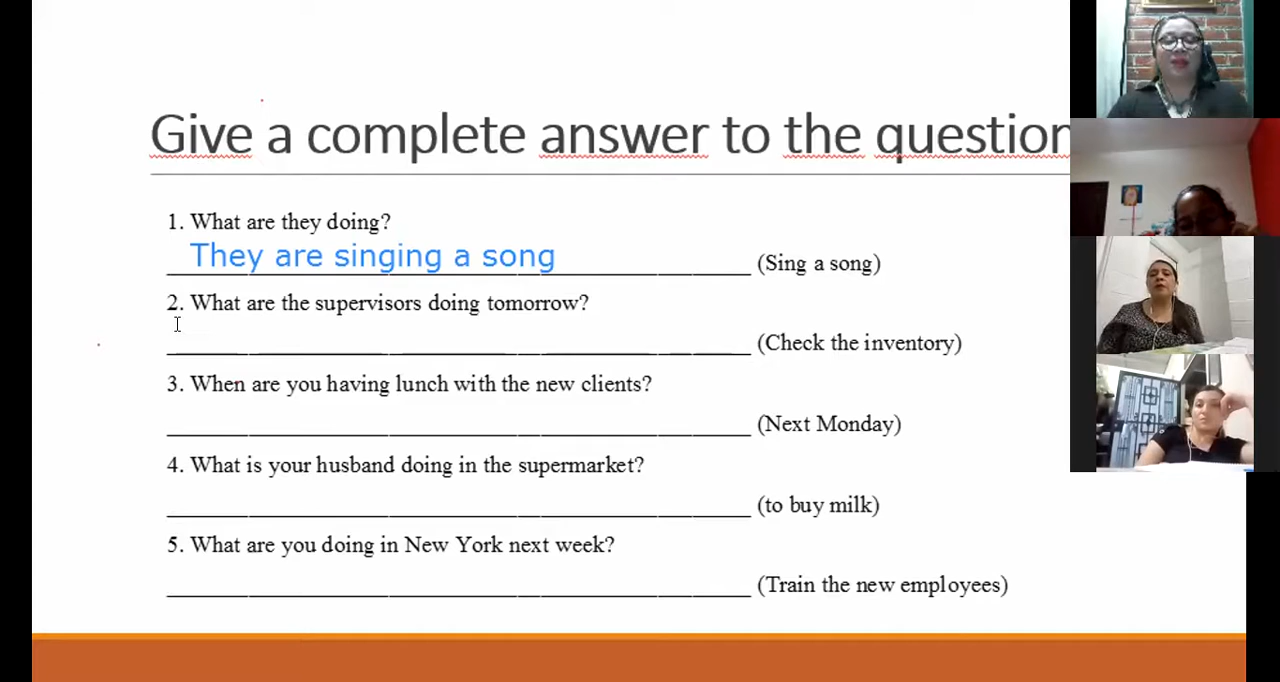 Give a complete answer to the question
1. What are they doing?
They are singing a song
(Sing a song)
2. What are the supervisors doing tomorrow?
(Check the inventory)
3. When are you having lunch with the new clients?
(Next Monday)
4. What is your husband doing in the supermarket?
(to buy milk)
5. What are you doing in New York next week?
(Train the new employees)